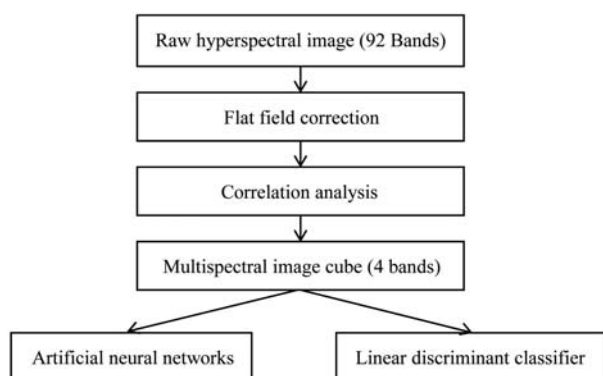 Raw hyperspectral image (92 Bands)
Flat field correction
Correlation analysis
Multispectral image cube (4 bands)
Artificial neural networks
Linear discriminant classifier